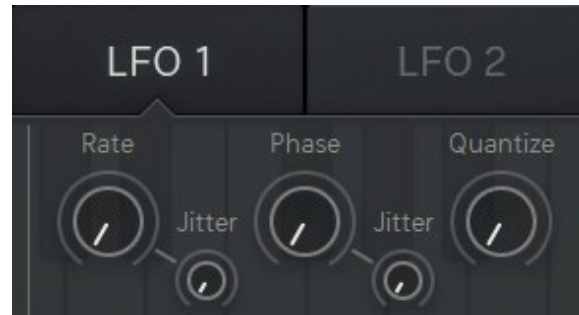 LFO 1
LFO 2
Rate
Phase
Quantize
Jitter
Jitter